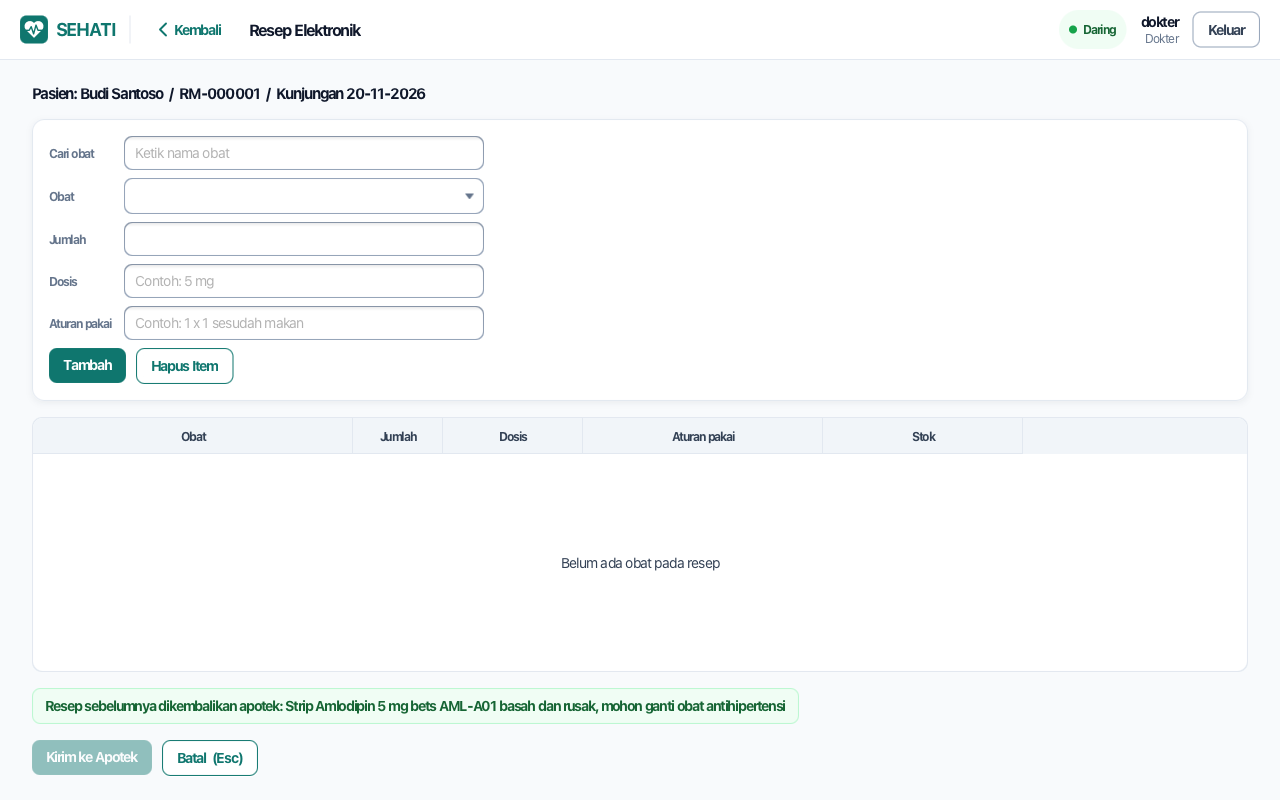 SEHATI
Kembali
Resep Elektronik
Daring
dokter
Dokter
Keluar
Pasien: Budi Santoso / RM-000001 / Kunjungan 20-11-2026
Cari obat
Ketik nama obat
Obat
Jumlah
Dosis
Contoh: 5 mg
Aturan pakai
Contoh: 1 x 1 sesudah makan
Tambah
Hapus Item
Obat
Jumlah
Dosis
Aturan pakai
Stok
Belum ada obat pada resep
Resep sebelumnya dikembalikan apotek: Strip Amlodipin 5 mg bets AML-A01 basah dan rusak, mohon ganti obat antihipertensi
Kirim ke Apotek
Batal (Esc)